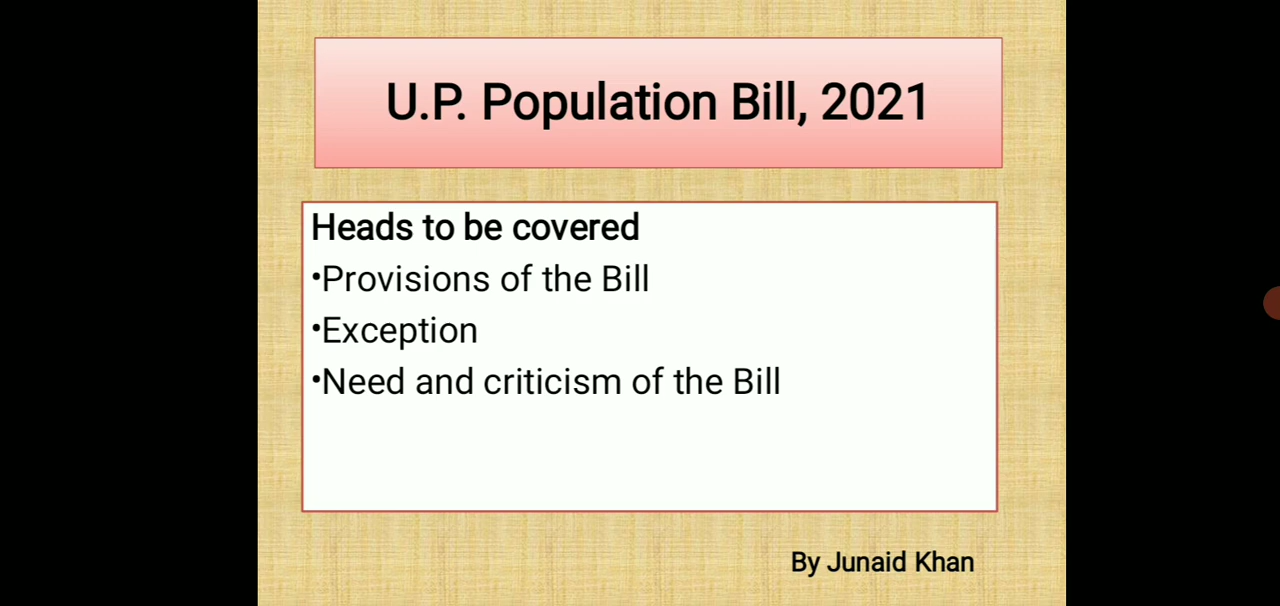 U.P. Population Bill, 2021
Heads to be covered
•Provisions of the Bill
•Exception
•Need and criticism of the Bill
By Junaid Khan